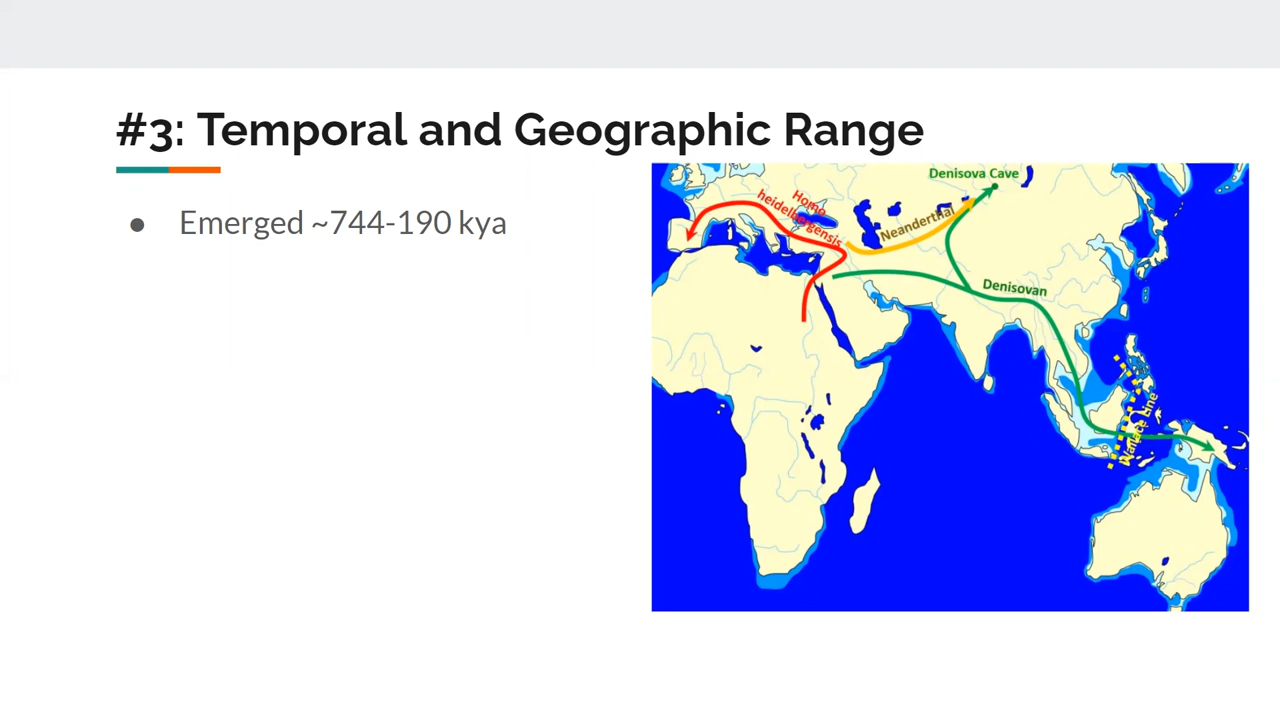 #3: Temporal and Geographic Range
● Emerged ~744-190 kya
Denisova Cave
Homo
heidelbergensis
Neanderthal
Denisovan
Wallace Line